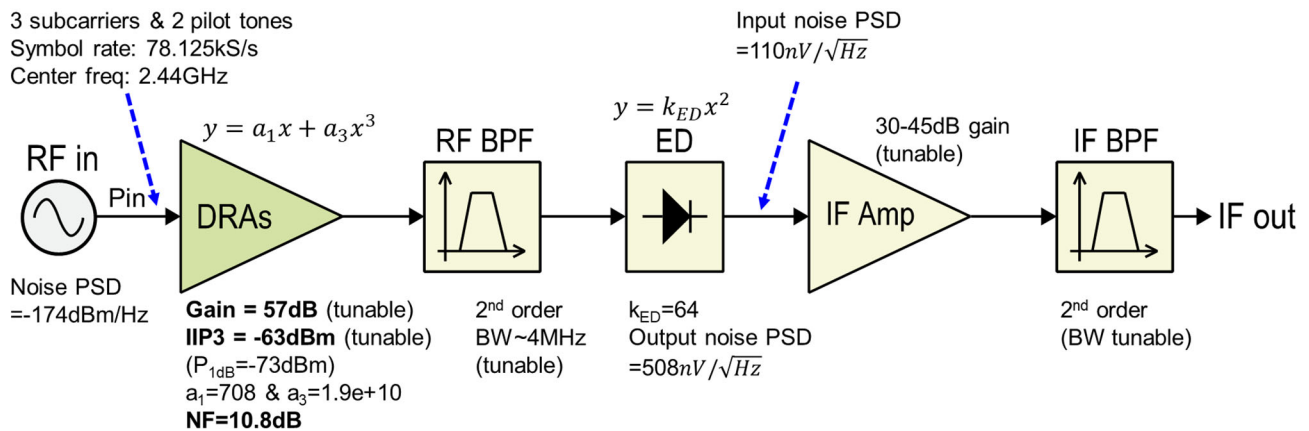 3 subcarriers & 2 pilot tones
Symbol rate: 78.125kS/s
Center freq: 2.44GHz
Input noise PSD
=110nV/√Hz
y = a₁x + a₃x³
y = k_EDx²
30-45dB gain
(tunable)
RF in
Pin
DRAs
RF BPF
ED
IF Amp
IF BPF
IF out
Noise PSD
=-174dBm/Hz
Gain = 57dB (tunable)
IIP3 = -63dBm (tunable)
(P1dB=-73dBm)
a₁=708 & a₃=1.9e+10
NF=10.8dB
2nd order
BW~4MHz
(tunable)
k_ED=64
Output noise PSD
=508nV/√Hz
2nd order
(BW tunable)